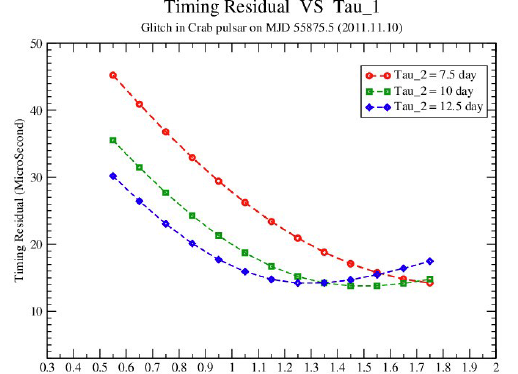 Timing Residual VS Tau_1
Glitch in Crab pulsar on MJD 55875.5 (2011.11.10)
Tau_2 = 7.5 day
Tau_2 = 10 day
Tau_2 = 12.5 day
Timing Residual (MicroSecond)
50
40
30
20
10
0.3 0.4 0.5 0.6 0.7 0.8 0.9 1 1.1 1.2 1.3 1.4 1.5 1.6 1.7 1.8 1.9 2